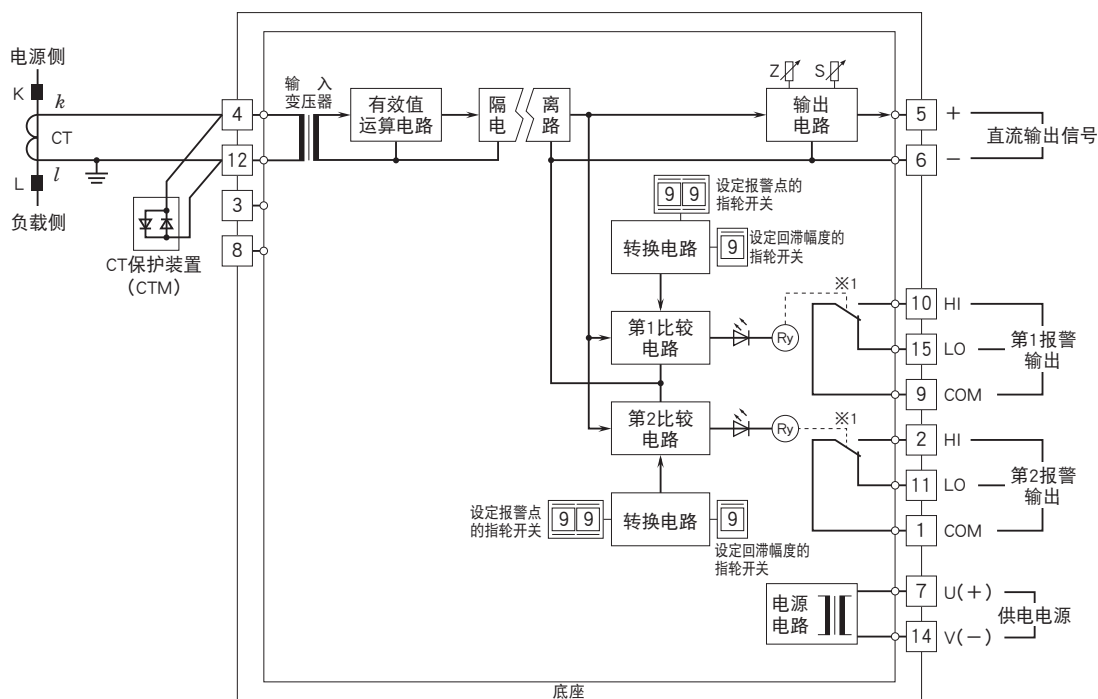 电源侧
K
k
CT
L
l
负载侧
CT保护装置
（CTM）
4
12
3
8
输 入
变压器
有效值
运算电路
隔 离
电 路
Z
S
输出
电路
5
+
6
−
直流输出信号
9 9
设定报警点的
指轮开关
转换电路
9
设定回滞幅度的
指轮开关
第1比较
电路
Ry
※1
10
HI
15
LO
9
COM
第1报警
输出
第2比较
电路
Ry
※1
2
HI
11
LO
1
COM
第2报警
输出
设定报警点
的指轮开关
9 9
转换电路
9
设定回滞幅度的
指轮开关
电源
电路
7
U(+)
14
V(−)
供电电源
底座